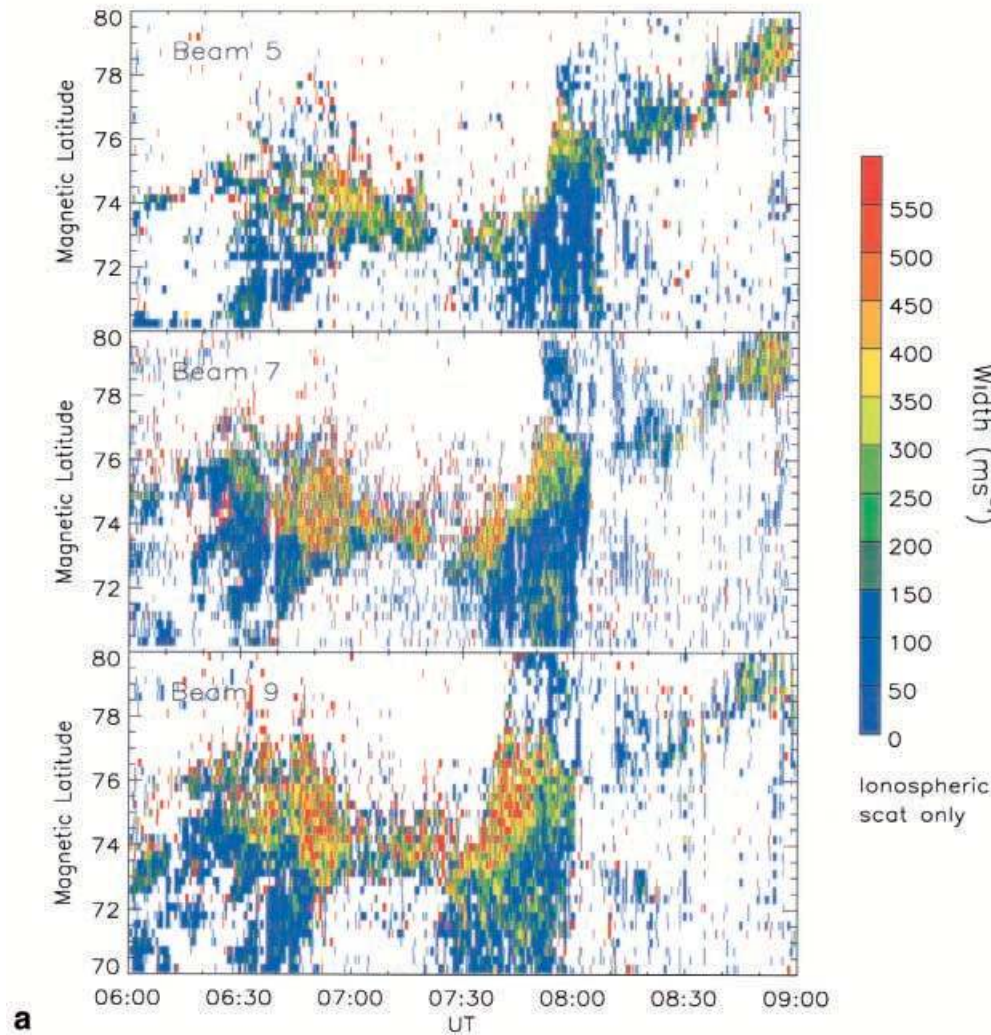 80
78
76
74
72
Magnetic Latitude
Beam 5
80
78
76
74
72
Magnetic Latitude
Beam 7
80
78
76
74
72
70
Magnetic Latitude
Beam 9
06:00 06:30 07:00 07:30 08:00 08:30 09:00
UT
550
500
450
400
350
300
250
200
150
100
50
0
Width (ms⁻¹)
Ionospheric
scat only
a